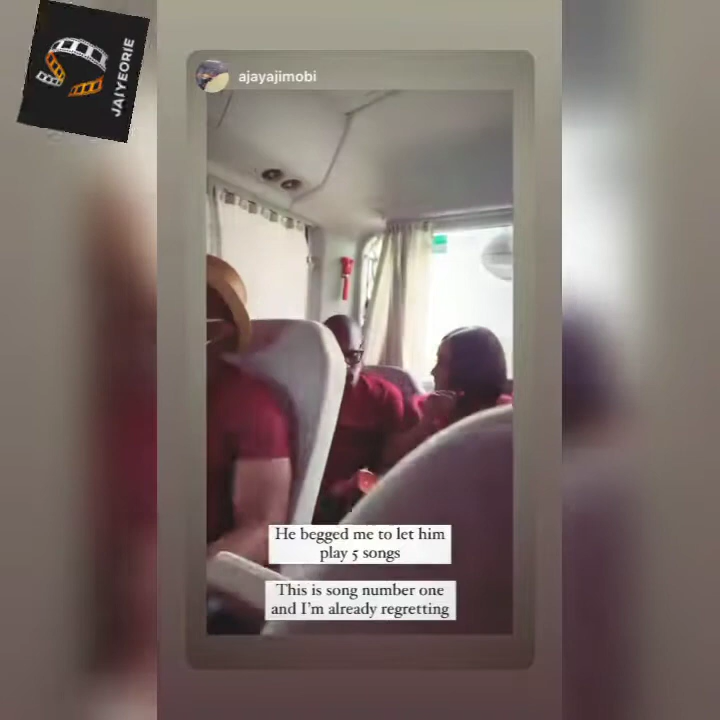 JAIYEORIE
ajayajimobi
He begged me to let him
play 5 songs
This is song number one
and I'm already regretting